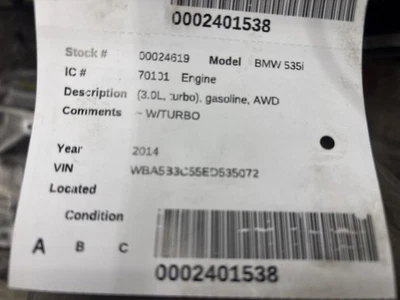 0002401538
Stock # 00024619 Model BMW 535i
IC # 70101 Engine
Description (3.0L, turbo), gasoline, AWD
Comments ~ W/TURBO
Year 2014
VIN WBA5B3C55ED535072
Located
Condition
A B C
0002401538